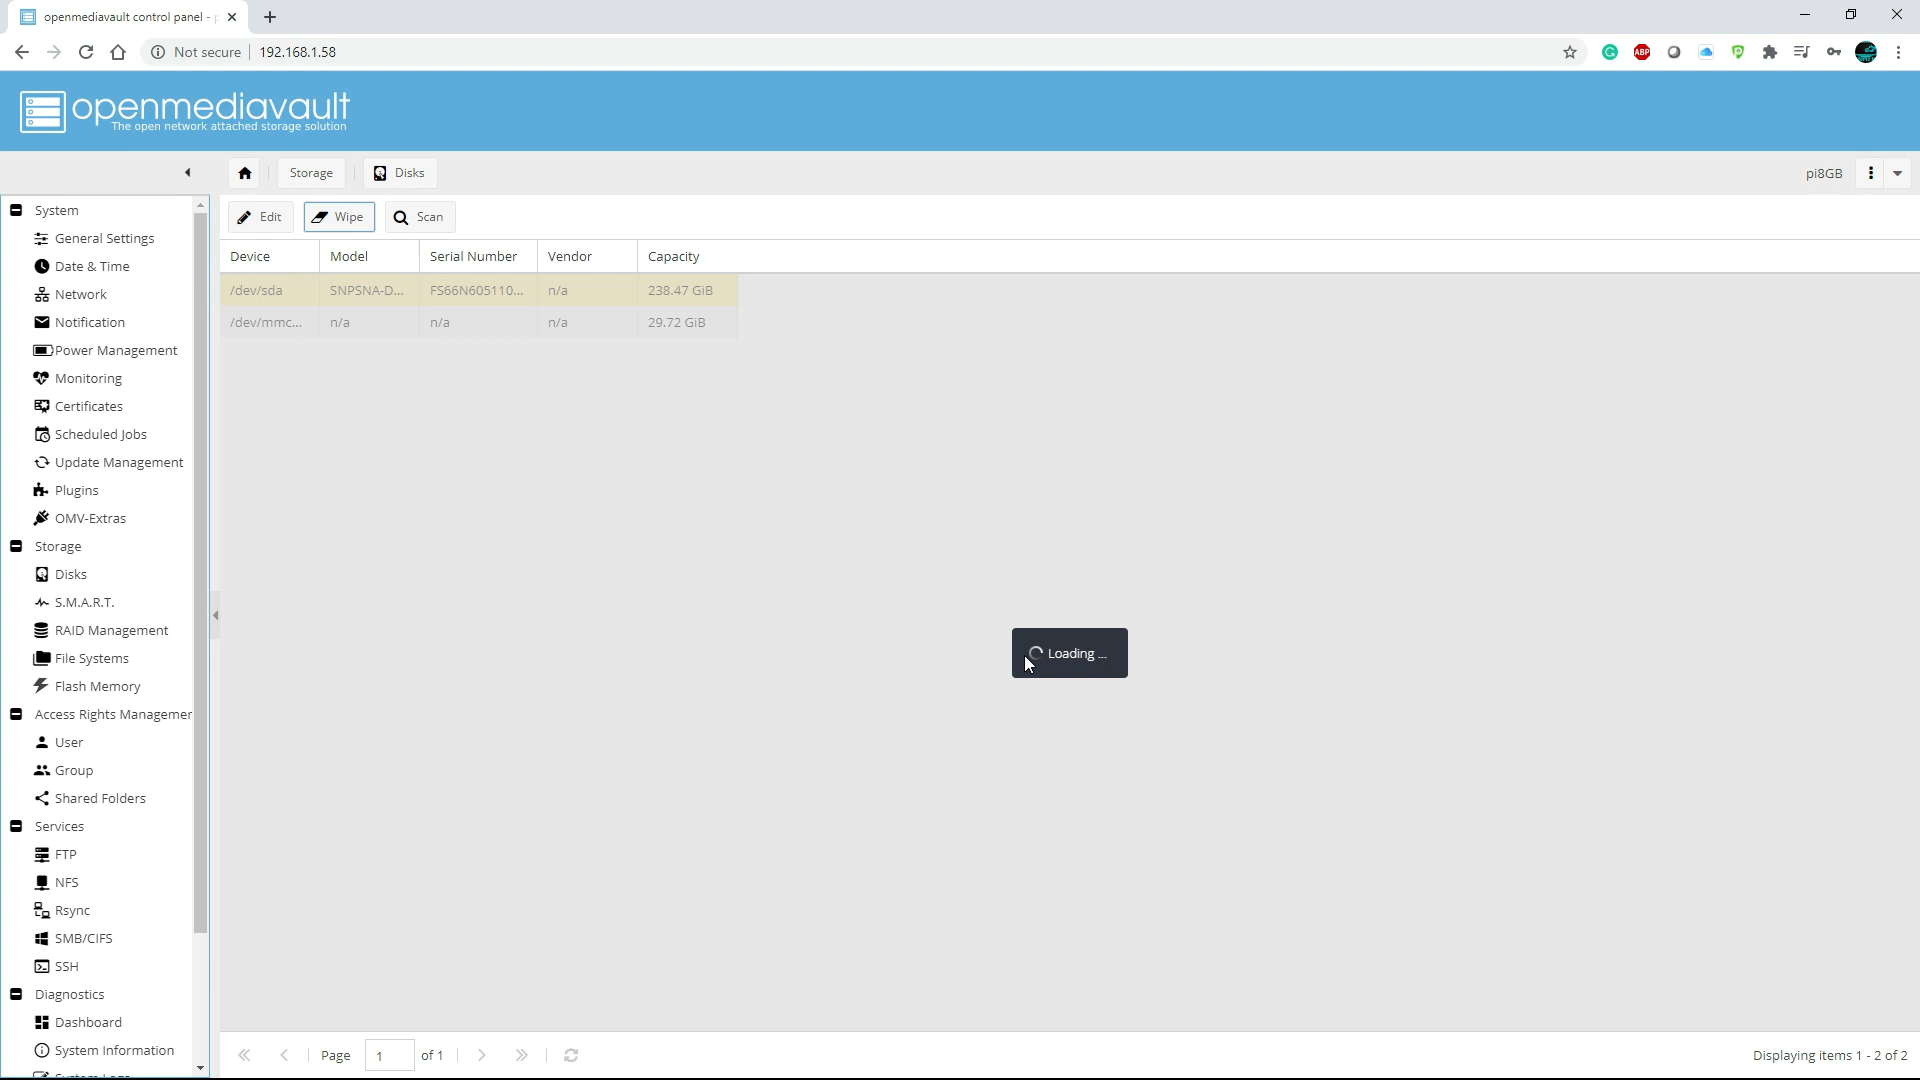 openmediavault control panel -
Not secure
192.168.1.58
ABP
openmediavault
The open network attached storage solution
Storage
Disks
pi8GB
System
General Settings
Date & Time
Network
Notification
Power Management
Monitoring
Certificates
Scheduled Jobs
Update Management
Plugins
OMV-Extras
Storage
Disks
S.M.A.R.T.
RAID Management
File Systems
Flash Memory
Access Rights Managemen
User
Group
Shared Folders
Services
FTP
NFS
Rsync
SMB/CIFS
SSH
Diagnostics
Dashboard
System Information
Edit
Wipe
Scan
Device Model Serial Number Vendor Capacity
/dev/sda SNPSNA-D... FS66N605110... n/a 238.47 GiB
/dev/mmc... n/a n/a n/a 29.72 GiB
Loading ...
Page 1 of 1
Displaying items 1 - 2 of 2